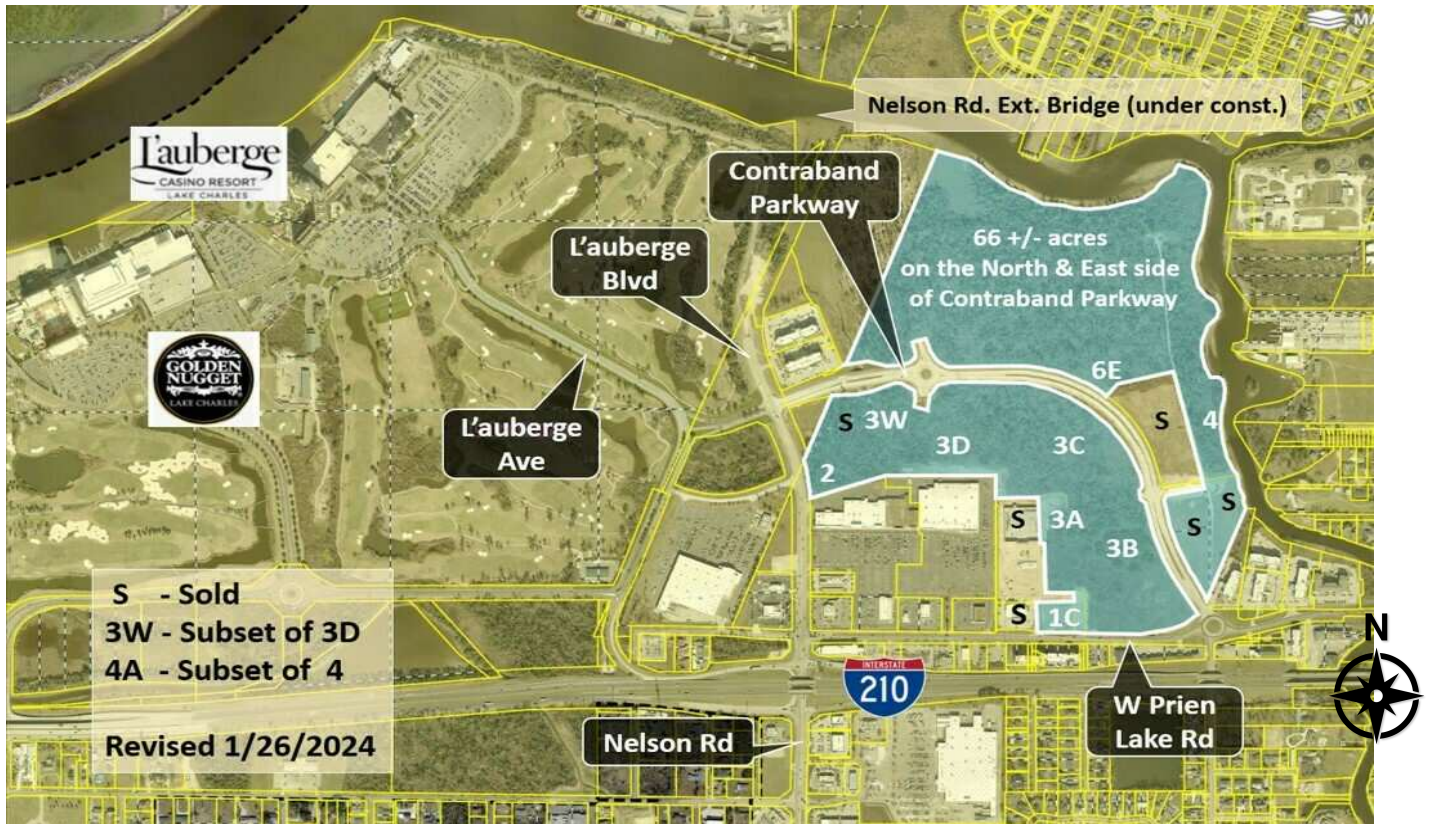 MA
Nelson Rd. Ext. Bridge (under const.)
L'auberge
CASINO RESORT
LAKE CHARLES
Contraband
Parkway
L'auberge
Blvd
66 +/- acres
on the North & East side
of Contraband Parkway
GOLDEN
NUGGET
LAKE CHARLES
6E
S 3W
S
4
L'auberge
Ave
3D
3C
2
S
3A
S
S
3B
S
1C
S - Sold
3W - Subset of 3D
4A - Subset of 4
Revised 1/26/2024
N
INTERSTATE
210
W Prien
Lake Rd
Nelson Rd